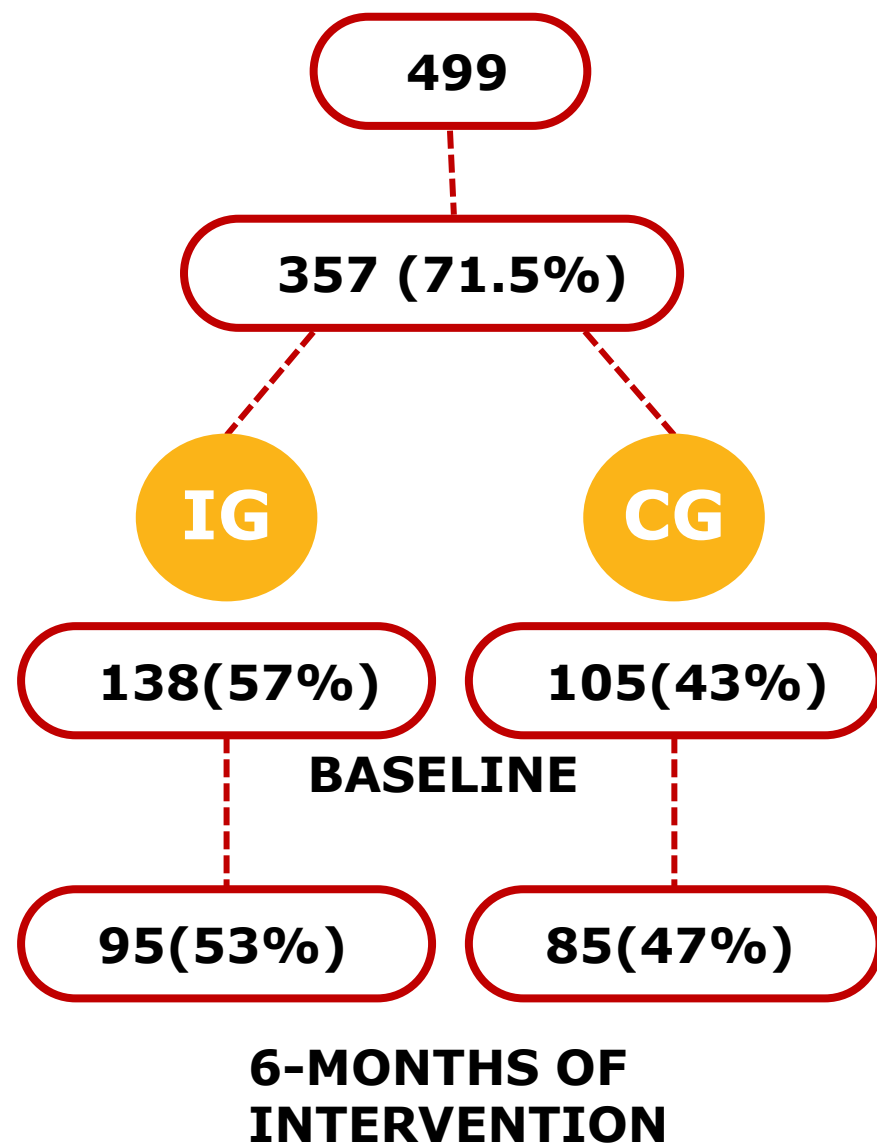 499
357 (71.5%)
IG
CG
138(57%)
105(43%)
BASELINE
95(53%)
85(47%)
6-MONTHS OF
INTERVENTION